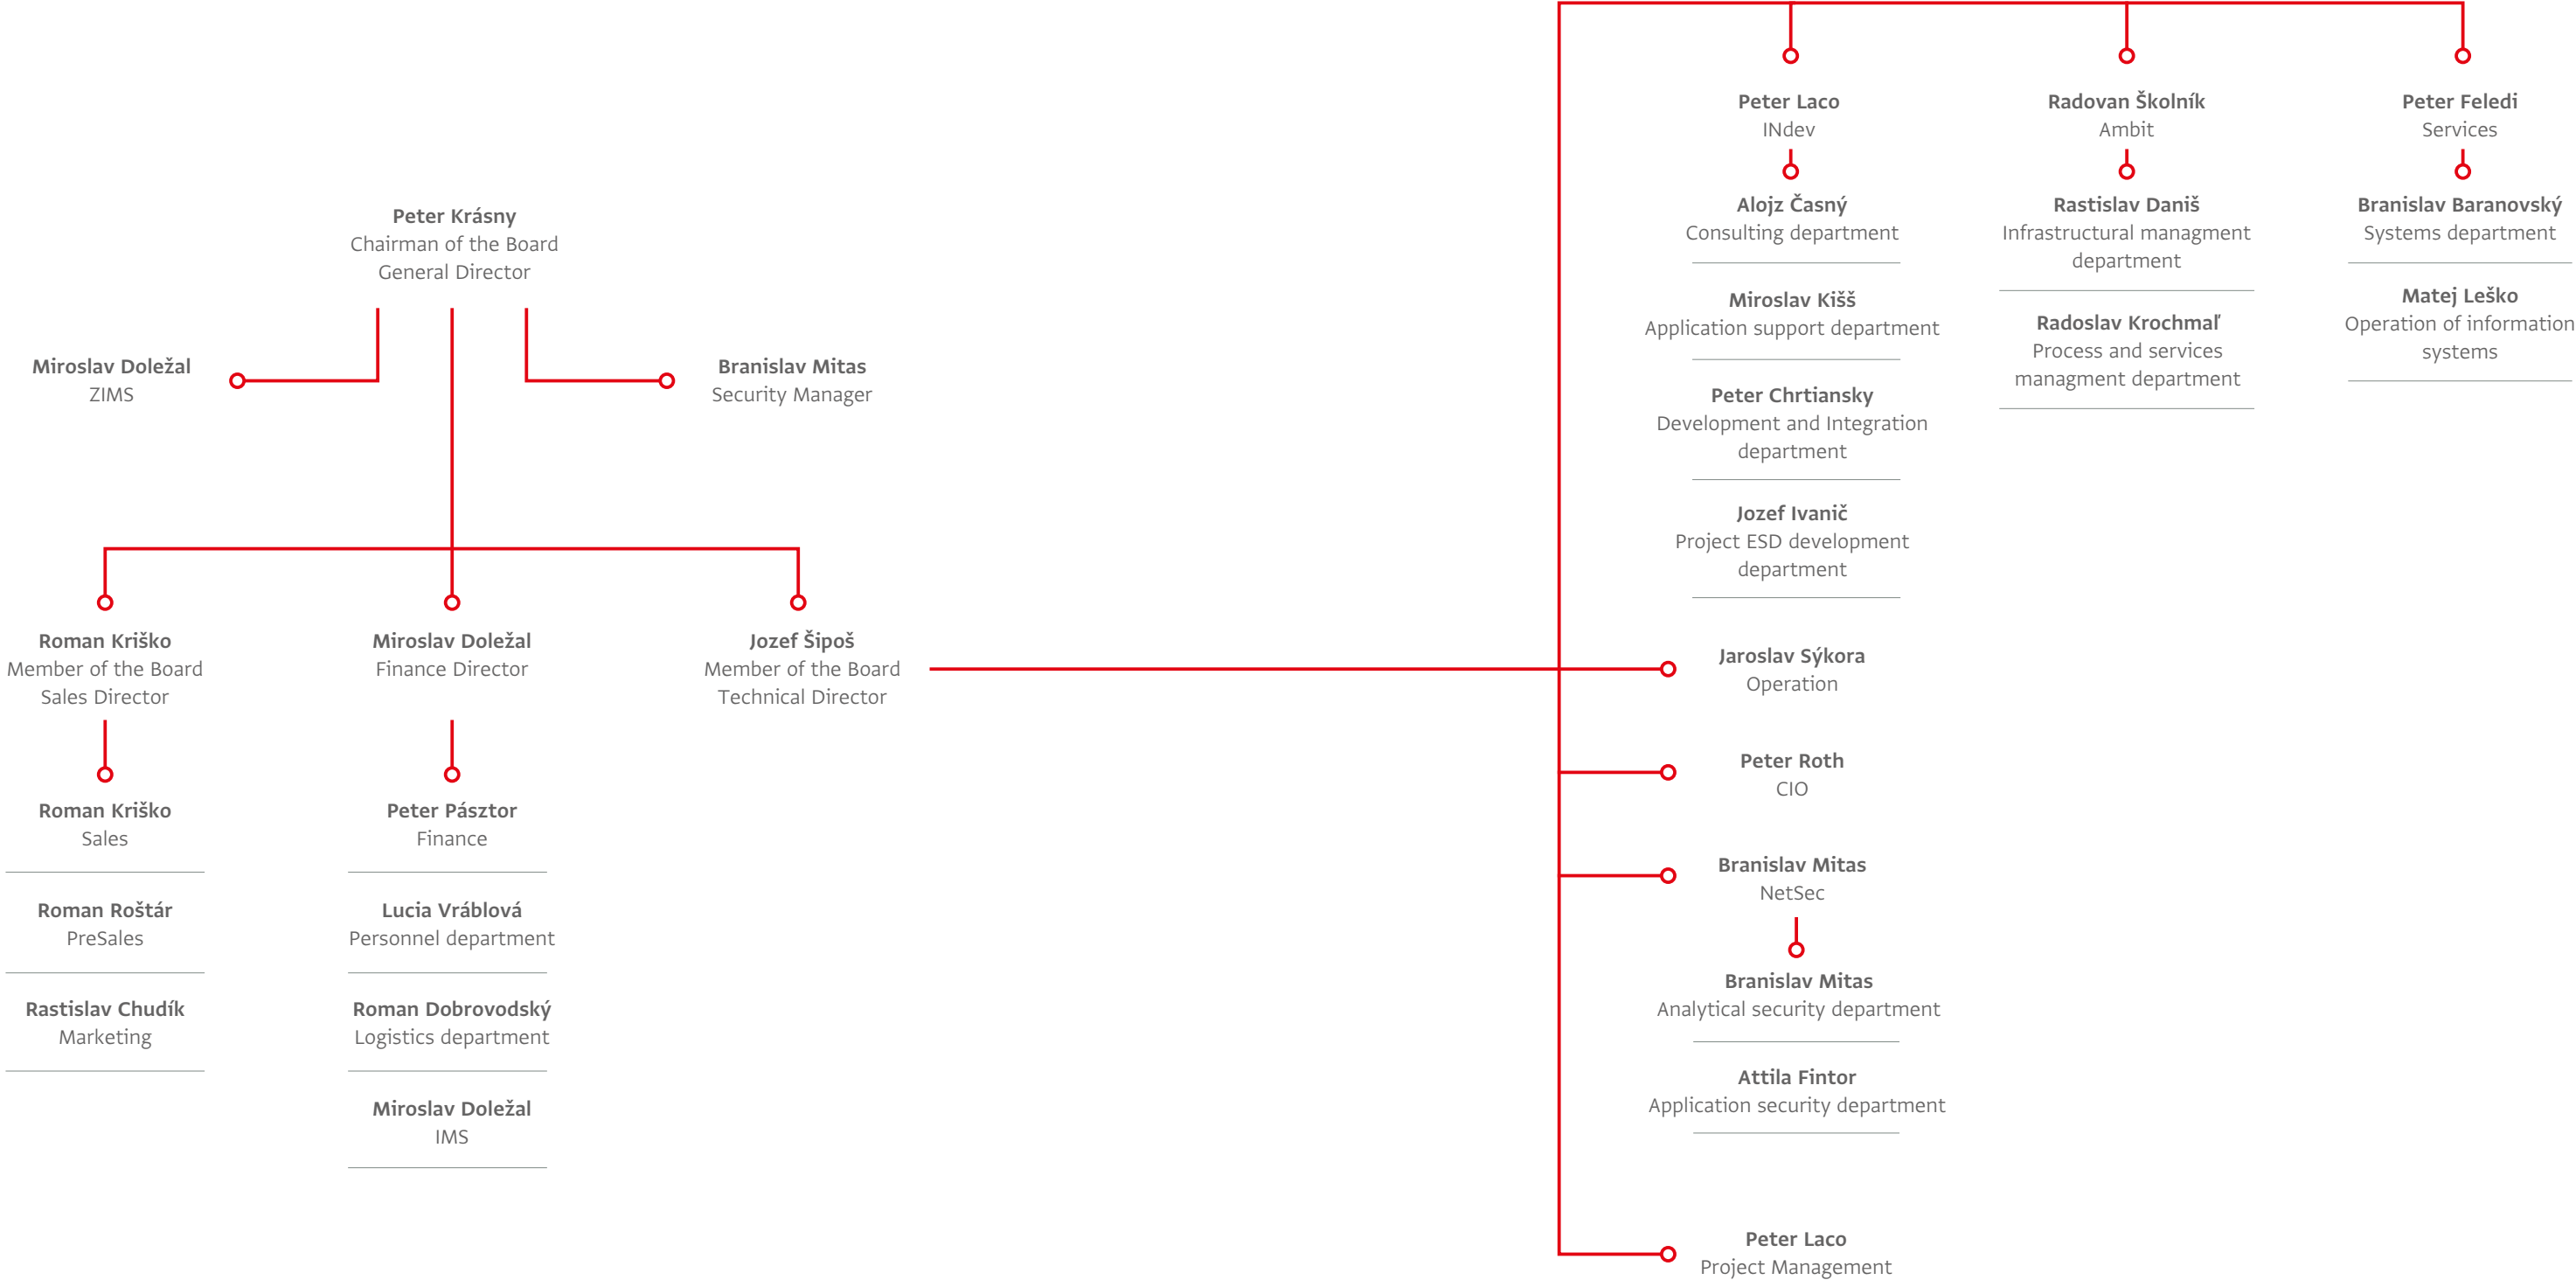 Peter Krásny
Chairman of the Board
General Director
Miroslav Doležal
ZIMS
Branislav Mitas
Security Manager
Roman Kriško
Member of the Board
Sales Director
Miroslav Doležal
Finance Director
Jozef Šipoš
Member of the Board
Technical Director
Roman Kriško
Sales
Roman Roštár
PreSales
Rastislav Chudík
Marketing
Peter Pásztor
Finance
Lucia Vráblová
Personnel department
Roman Dobrovodský
Logistics department
Miroslav Doležal
IMS
Peter Laco
INdev
Alojz Časný
Consulting department
Miroslav Kišš
Application support department
Peter Chrtiansky
Development and Integration
department
Jozef Ivanič
Project ESD development
department
Radovan Školník
Ambit
Rastislav Daniš
Infrastructural managment
department
Radoslav Krochmaľ
Process and services
managment department
Peter Feledi
Services
Branislav Baranovský
Systems department
Matej Leško
Operation of information
systems
Jaroslav Sýkora
Operation
Peter Roth
CIO
Branislav Mitas
NetSec
Branislav Mitas
Analytical security department
Attila Fintor
Application security department
Peter Laco
Project Management